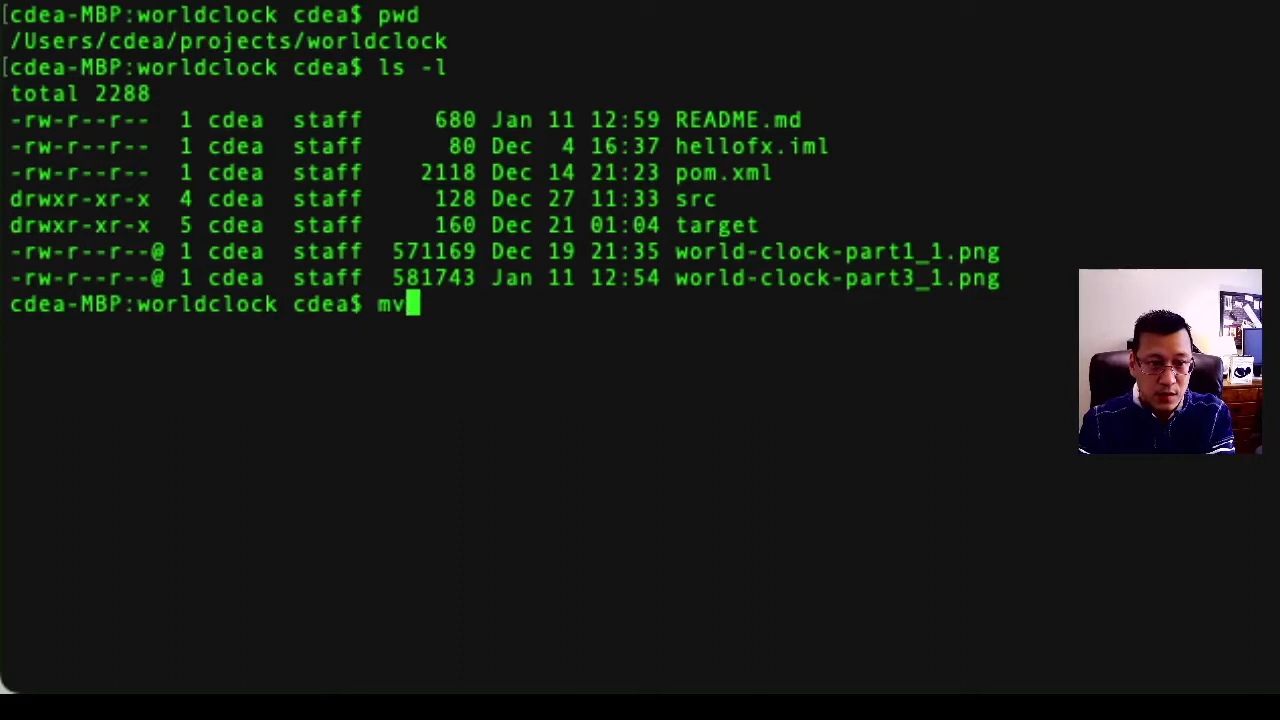 [cdea-MBP:worldclock cdea$ pwd
/Users/cdea/projects/worldclock
[cdea-MBP:worldclock cdea$ ls -l
total 2288
-rw-r--r--  1 cdea  staff     680 Jan 11 12:59 README.md
-rw-r--r--  1 cdea  staff      80 Dec  4 16:37 hellofx.iml
-rw-r--r--  1 cdea  staff    2118 Dec 14 21:23 pom.xml
drwxr-xr-x  4 cdea  staff     128 Dec 27 11:33 src
drwxr-xr-x  5 cdea  staff     160 Dec 21 01:04 target
-rw-r--r--@ 1 cdea  staff  571169 Dec 19 21:35 world-clock-part1_1.png
-rw-r--r--@ 1 cdea  staff  581743 Jan 11 12:54 world-clock-part3_1.png
cdea-MBP:worldclock cdea$ mv